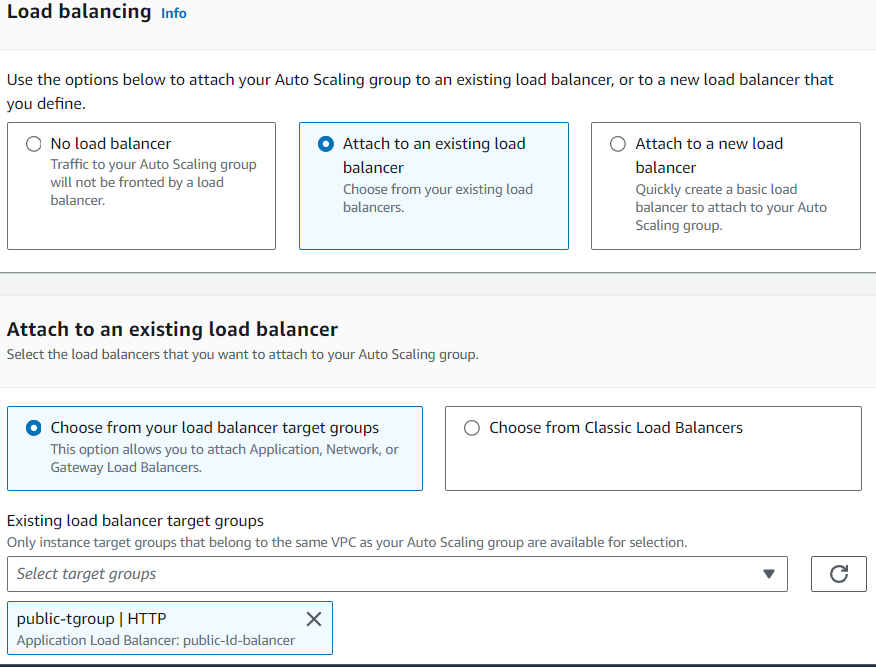 Load balancing Info
Use the options below to attach your Auto Scaling group to an existing load balancer, or to a new load balancer that
you define.
No load balancer
Traffic to your Auto Scaling group
will not be fronted by a load
balancer.
Attach to an existing load
balancer
Choose from your existing load
balancers.
Attach to a new load
balancer
Quickly create a basic load
balancer to attach to your Auto
Scaling group.
Attach to an existing load balancer
Select the load balancers that you want to attach to your Auto Scaling group.
Choose from your load balancer target groups
This option allows you to attach Application, Network, or
Gateway Load Balancers.
Choose from Classic Load Balancers
Existing load balancer target groups
Only instance target groups that belong to the same VPC as your Auto Scaling group are available for selection.
Select target groups
public-tgroup | HTTP
Application Load Balancer: public-ld-balancer